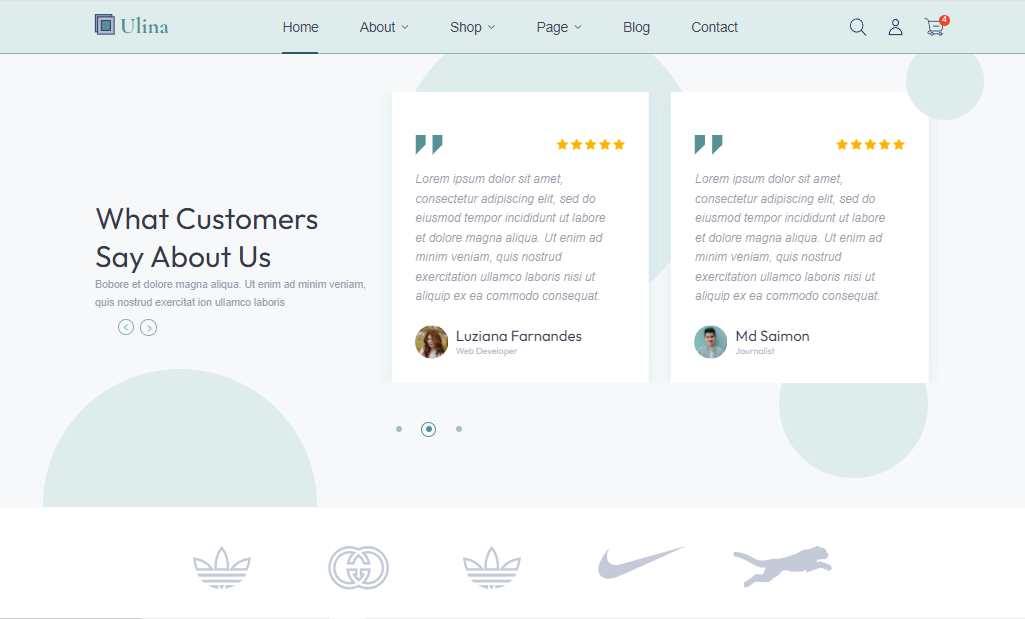 Ulina
Home
About
Shop
Page
Blog
Contact
4
What Customers
Say About Us
Bobore et dolore magna aliqua. Ut enim ad minim veniam,
quis nostrud exercitat ion ullamco laboris
Lorem ipsum dolor sit amet,
consectetur adipiscing elit, sed do
eiusmod tempor incididunt ut labore
et dolore magna aliqua. Ut enim ad
minim veniam, quis nostrud
exercitation ullamco laboris nisi ut
aliquip ex ea commodo consequat.
Luziana Farnandes
Web Developer
Lorem ipsum dolor sit amet,
consectetur adipiscing elit, sed do
eiusmod tempor incididunt ut labore
et dolore magna aliqua. Ut enim ad
minim veniam, quis nostrud
exercitation ullamco laboris nisi ut
aliquip ex ea commodo consequat.
Md Saimon
Journalist